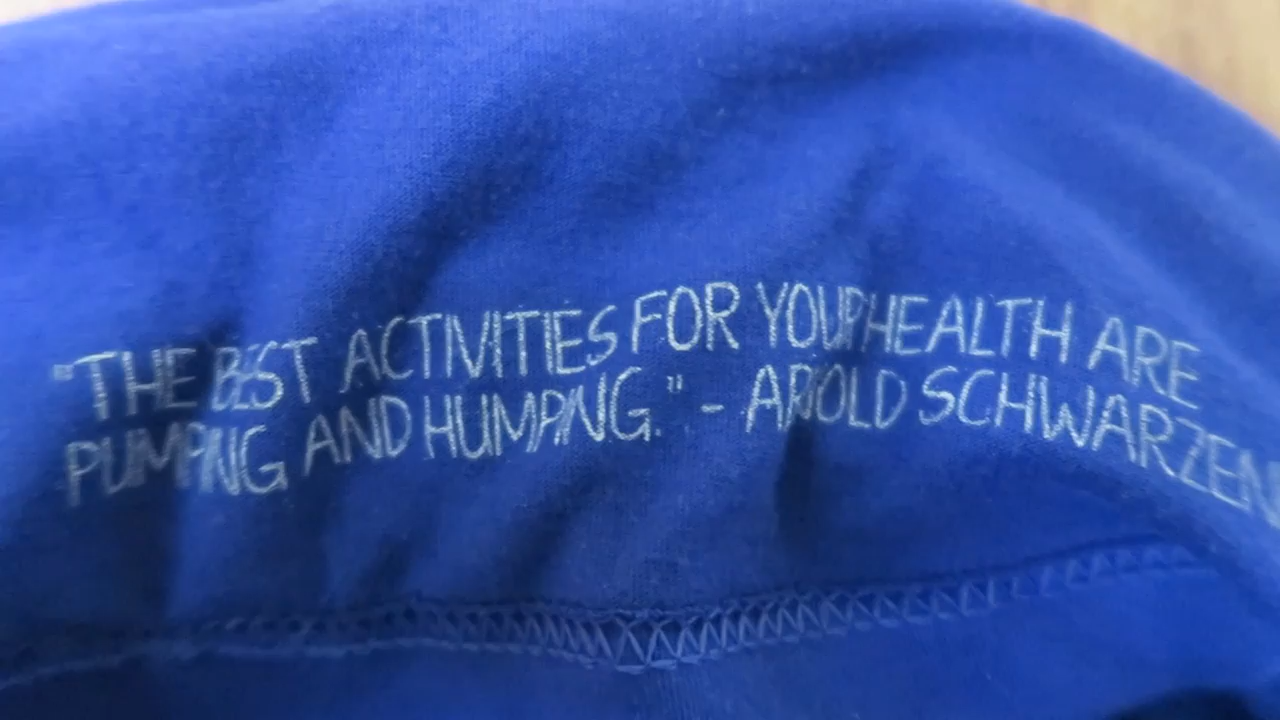 "THE BEST ACTIVITIES FOR YOUR HEALTH ARE
PUMPING AND HUMPING." - ARNOLD SCHWARZEN